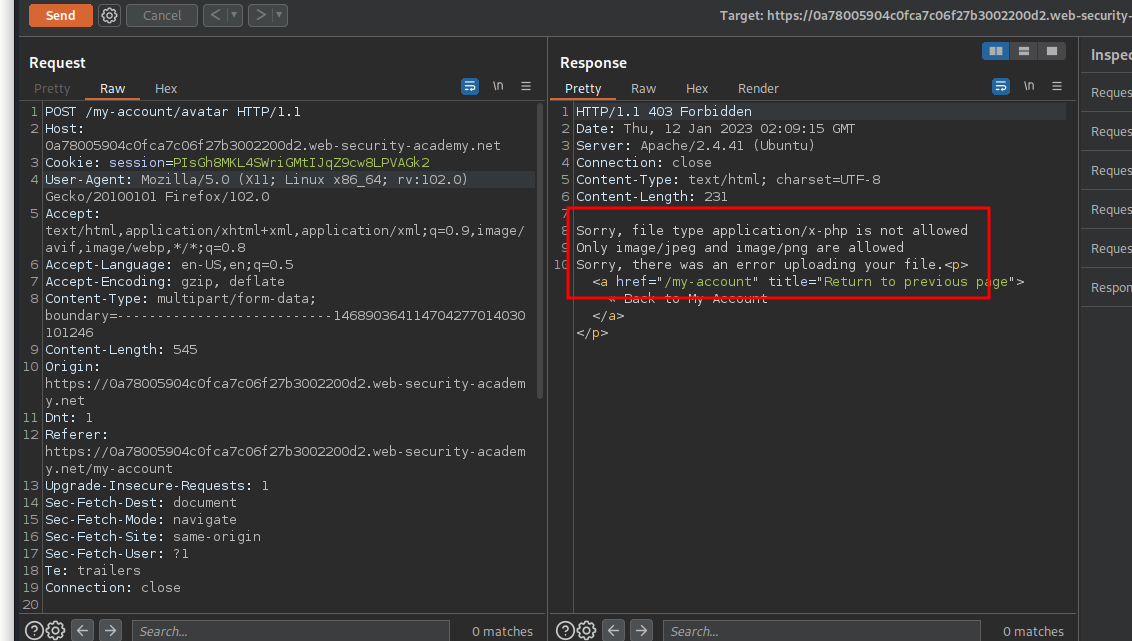 Send Cancel < > Target: https://0a78005904c0fca7c06f27b3002200d2.web-security-
Request
Pretty Raw Hex \n
1 POST /my-account/avatar HTTP/1.1
2 Host:
0a78005904c0fca7c06f27b3002200d2.web-security-academy.net
3 Cookie: session=PIsGh8MKL4SWriGMtIJqZ9cw8LPVAGk2
4 User-Agent: Mozilla/5.0 (X11; Linux x86_64; rv:102.0)
Gecko/20100101 Firefox/102.0
5 Accept:
text/html,application/xhtml+xml,application/xml;q=0.9,image/
avif,image/webp,*/*;q=0.8
6 Accept-Language: en-US,en;q=0.5
7 Accept-Encoding: gzip, deflate
8 Content-Type: multipart/form-data;
boundary=---------------------------146890364114704277014030
101246
9 Content-Length: 545
10 Origin:
https://0a78005904c0fca7c06f27b3002200d2.web-security-academ
y.net
11 Dnt: 1
12 Referer:
https://0a78005904c0fca7c06f27b3002200d2.web-security-academ
y.net/my-account
13 Upgrade-Insecure-Requests: 1
14 Sec-Fetch-Dest: document
15 Sec-Fetch-Mode: navigate
16 Sec-Fetch-Site: same-origin
17 Sec-Fetch-User: ?1
18 Te: trailers
19 Connection: close
20
Search... 0 matches
Response
Pretty Raw Hex Render \n
1 HTTP/1.1 403 Forbidden
2 Date: Thu, 12 Jan 2023 02:09:15 GMT
3 Server: Apache/2.4.41 (Ubuntu)
4 Connection: close
5 Content-Type: text/html; charset=UTF-8
6 Content-Length: 231
7
8 Sorry, file type application/x-php is not allowed
9 Only image/jpeg and image/png are allowed
10 Sorry, there was an error uploading your file.<p>
<a href="/my-account" title="Return to previous page">
« Back to My Account
</a>
</p>
Search... 0 matches
Inspec
Reques
Reques
Reques
Reques
Reques
Respon